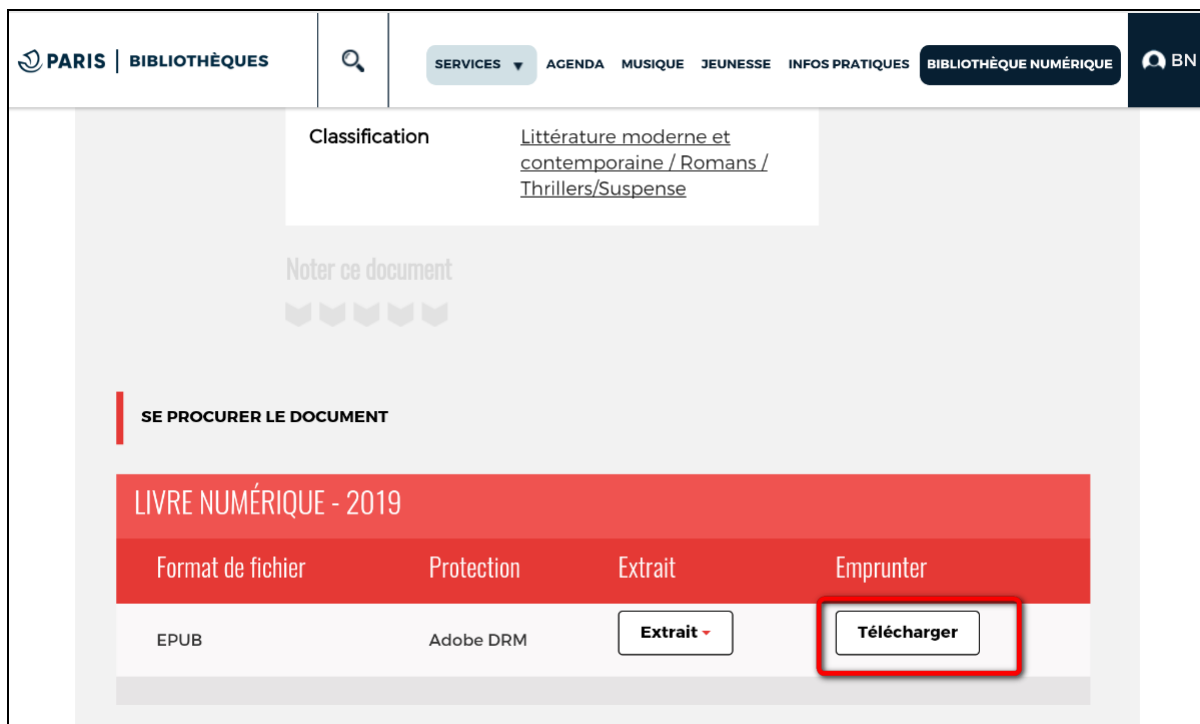 PARIS | BIBLIOTHÈQUES
SERVICES ▼ AGENDA MUSIQUE JEUNESSE INFOS PRATIQUES BIBLIOTHÈQUE NUMÉRIQUE BN
Classification
Littérature moderne et
contemporaine / Romans /
Thrillers/Suspense
Noter ce document
SE PROCURER LE DOCUMENT
LIVRE NUMÉRIQUE - 2019
Format de fichier Protection Extrait Emprunter
EPUB Adobe DRM Extrait Télécharger